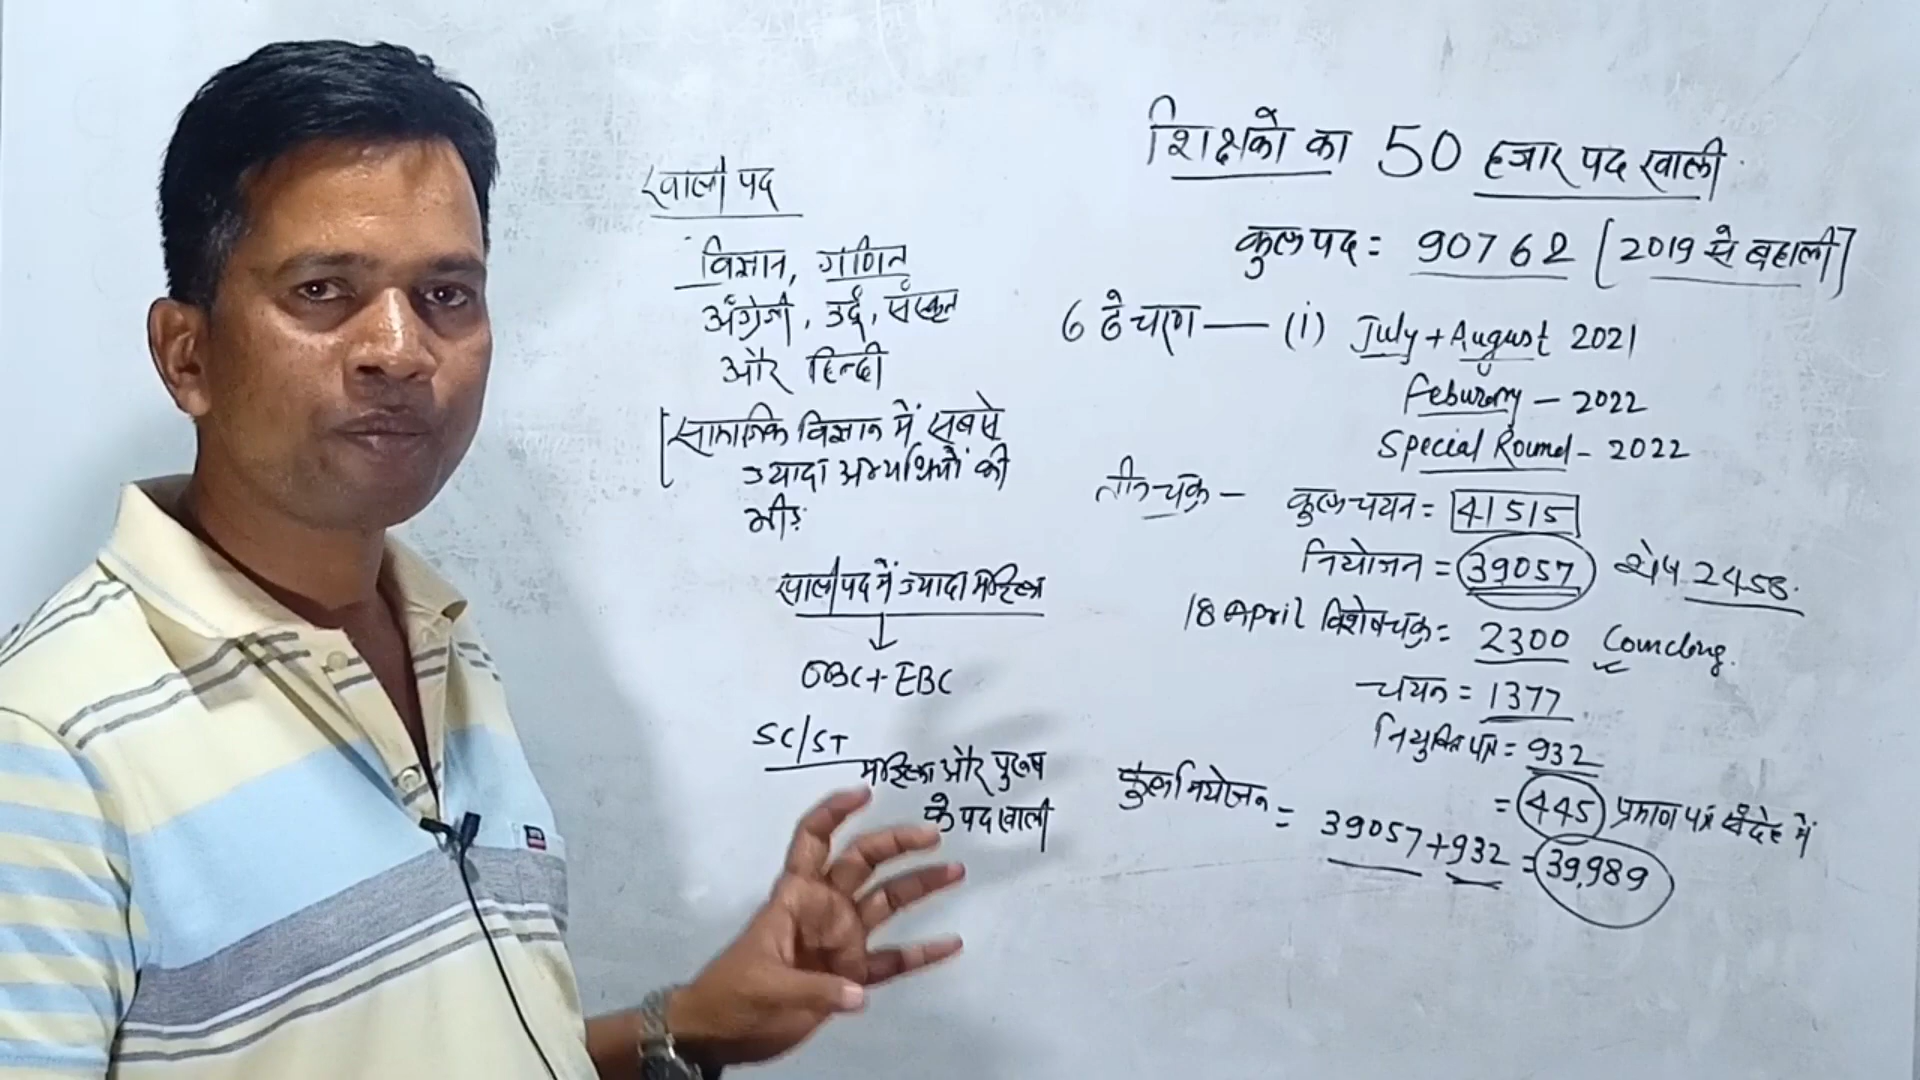 खाली पद
विज्ञान, गणित
अंग्रेजी, उर्दू, संस्कृत
और हिन्दी
सामाजिक विज्ञान में सबसे
ज्यादा अभ्यर्थियों की
भीड़
खाली पद में ज्यादा महिला
↓
OBC+EBC
SC/ST
महिला और पुरूष
के पद खाली
शिक्षको का 50 हजार पद खाली
कुल पद = 90762 [2019 से बहाली]
6 ठे चरण — (i) July + August 2021
Feburary – 2022
Special Round – 2022
तीन चक्र – कुल चयन = 41515
नियोजन = 39057 शेष 2458.
18 April विशेष चक्र = 2300
चयन = 1377
नियुक्ति पत्र = 932
= 445 प्रमाण पत्र संदेह में
कुल नियोजन = 39057 + 932 = 39,989